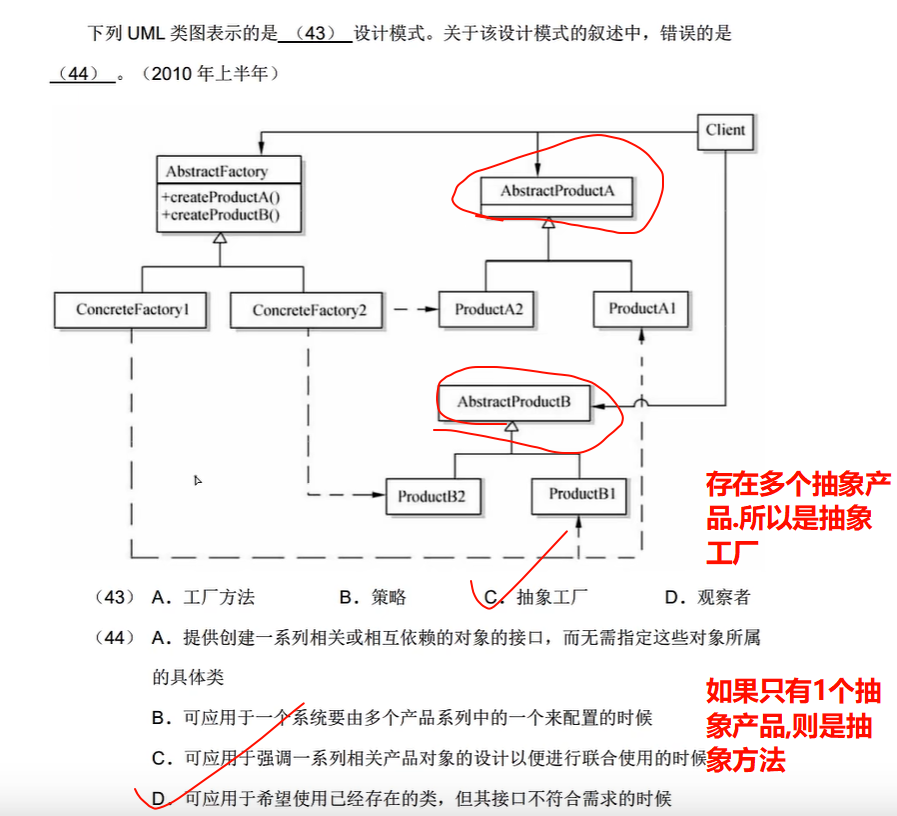 下列 UML 类图表示的是 （43） 设计模式。关于该设计模式的叙述中，错误的是
（44） 。（2010 年上半年）
Client
AbstractFactory
+createProductA()
+createProductB()
AbstractProductA
ConcreteFactory1
ConcreteFactory2
ProductA2
ProductA1
AbstractProductB
ProductB2
ProductB1
存在多个抽象产
品.所以是抽象
工厂
（43） A．工厂方法 B．策略 C．抽象工厂 D．观察者
（44） A．提供创建一系列相关或相互依赖的对象的接口，而无需指定这些对象所属
的具体类
B．可应用于一个系统要由多个产品系列中的一个来配置的时候
C．可应用于强调一系列相关产品对象的设计以便进行联合使用的时候
D．可应用于希望使用已经存在的类，但其接口不符合需求的时候
如果只有1个抽
象产品,则是抽
象方法